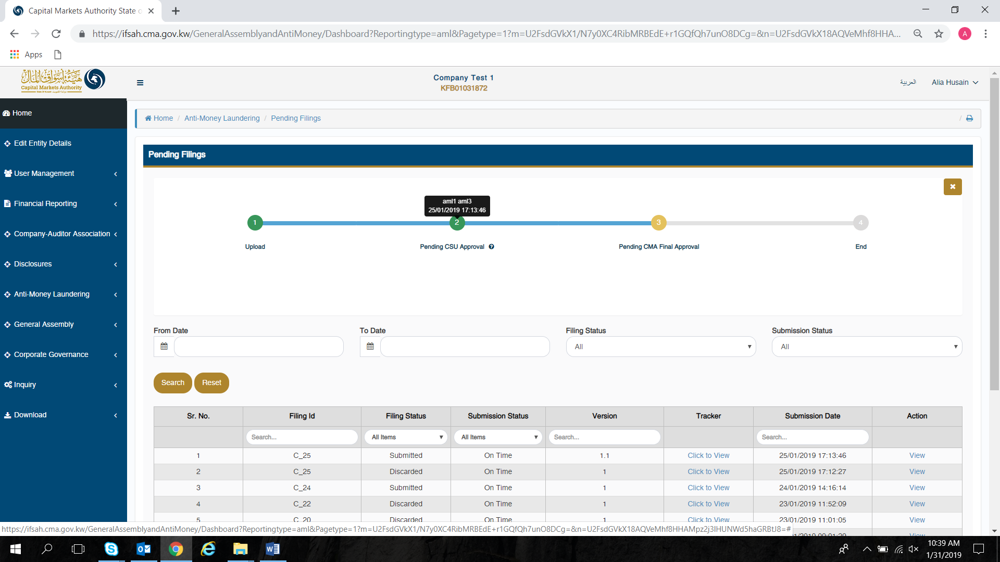 Capital Markets Authority State o
https://ifsah.cma.gov.kw/GeneralAssemblyandAntiMoney/Dashboard?Reportingtype=aml&Pagetype=1?m=U2FsdGVkX1/N7y0XC4RibMRBEdE+r1GQfQh7unO8DCg=&n=U2FsdGVkX18AQVeMhf8HHA...
A
Apps
هيئة أسواق المال
Capital Markets Authority
Company Test 1
KFB01031872
العربية
Alia Husain
Home
Edit Entity Details
User Management
Financial Reporting
Company-Auditor Association
Disclosures
Anti-Money Laundering
General Assembly
Corporate Governance
Inquiry
Download
Home / Anti-Money Laundering / Pending Filings /
Pending Filings
aml1 aml3
25/01/2019 17:13:46
1 2 3 4
Upload Pending CSU Approval Pending CMA Final Approval End
From Date To Date Filing Status Submission Status
All All
Search Reset
Sr. No. Filing Id Filing Status Submission Status Version Tracker Submission Date Action
Search... All Items All Items Search... Search...
1 C_25 Submitted On Time 1.1 Click to View 25/01/2019 17:13:46 View
2 C_25 Discarded On Time 1 Click to View 25/01/2019 17:12:27 View
3 C_24 Submitted On Time 1 Click to View 24/01/2019 14:16:14 View
4 C_22 Discarded On Time 1 Click to View 23/01/2019 11:52:09 View
5 C_20 Discarded On Time 1 Click to View 23/01/2019 11:01:05 View
https://ifsah.cma.gov.kw/GeneralAssemblyandAntiMoney/Dashboard?Reportingtype=aml&Pagetype=1?m=U2FsdGVkX1/N7y0XC4RibMRBEdE+r1GQfQh7unO8DCg=&n=U2FsdGVkX18AQVeMhf8HHAMpz2j3lHUNWd5haGRBtJ8=#
10:39 AM
1/31/2019